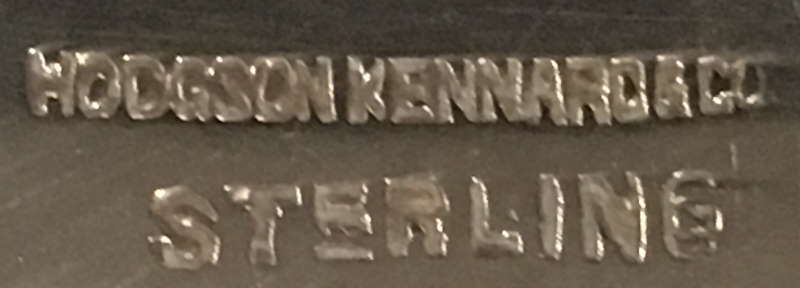 HODGSON KENNARD & CO
STERLING